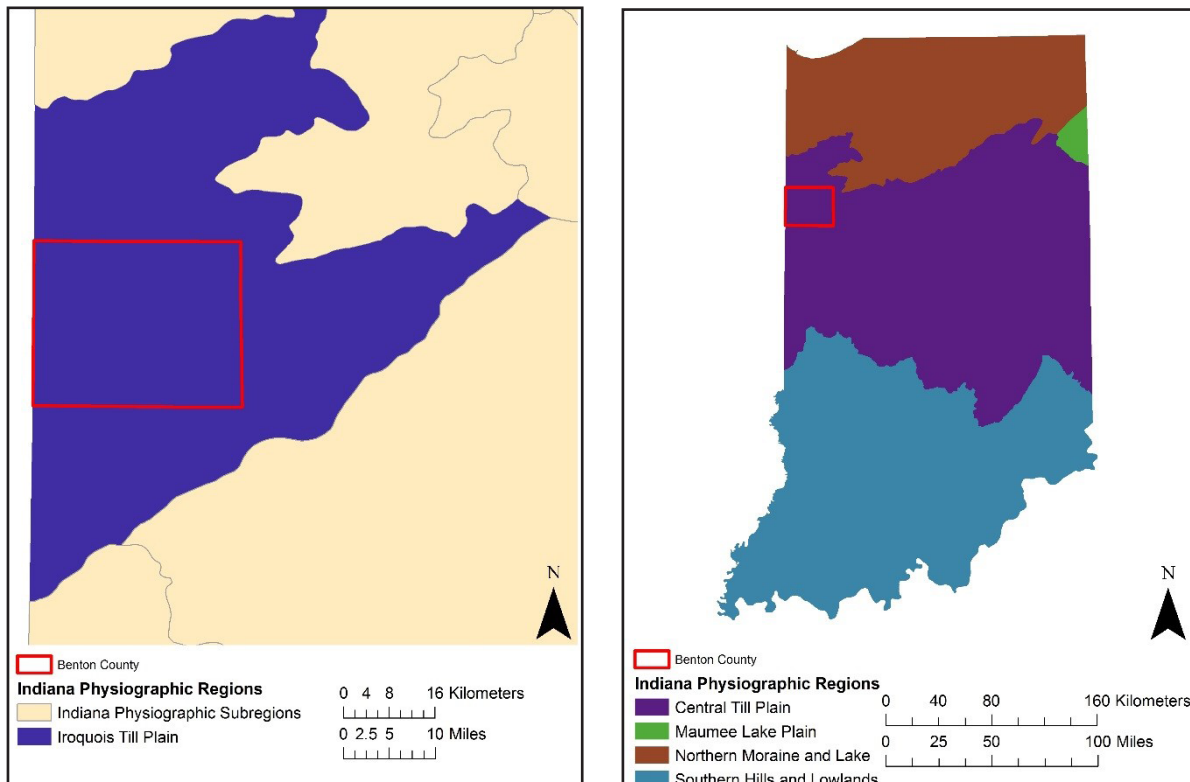 N
Benton County
Indiana Physiographic Regions
Indiana Physiographic Subregions
Iroquois Till Plain
0 4 8 16 Kilometers
0 2.5 5 10 Miles
N
Benton County
Indiana Physiographic Regions
Central Till Plain
Maumee Lake Plain
Northern Moraine and Lake
Southern Hills and Lowlands
0 40 80 160 Kilometers
0 25 50 100 Miles